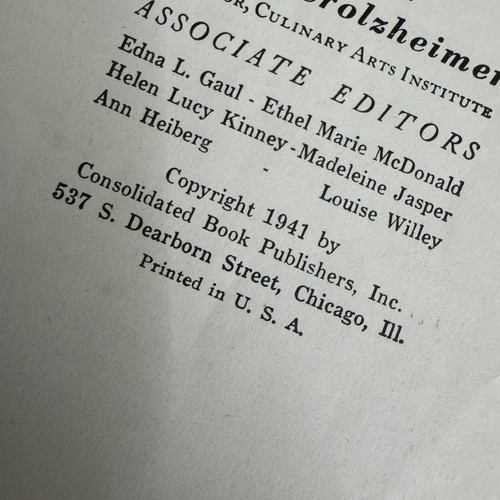 Culinary Arts Institute
ASSOCIATE EDITORS
Edna L. Gaul - Ethel Marie McDonald
Helen Lucy Kinney - Madeleine Jasper
Ann Heiberg - Louise Willey
Copyright 1941 by
Consolidated Book Publishers, Inc.
537 S. Dearborn Street, Chicago, Ill.
Printed in U. S. A.